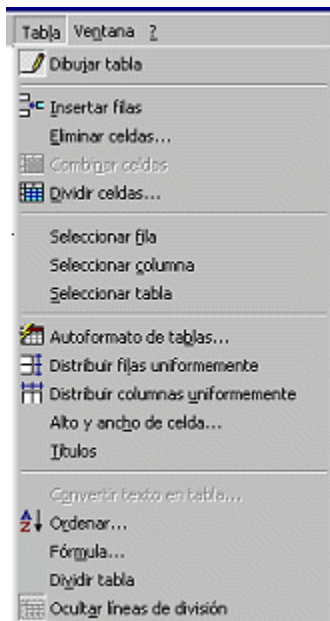 Tabla Ventana ?
Dibujar tabla
Insertar filas
Eliminar celdas...
Combinar celdas
Dividir celdas...
Seleccionar fila
Seleccionar columna
Seleccionar tabla
Autoformato de tablas...
Distribuir filas uniformemente
Distribuir columnas uniformemente
Alto y ancho de celda...
Títulos
Convertir texto en tabla...
Ordenar...
Fórmula...
Dividir tabla
Ocultar líneas de división